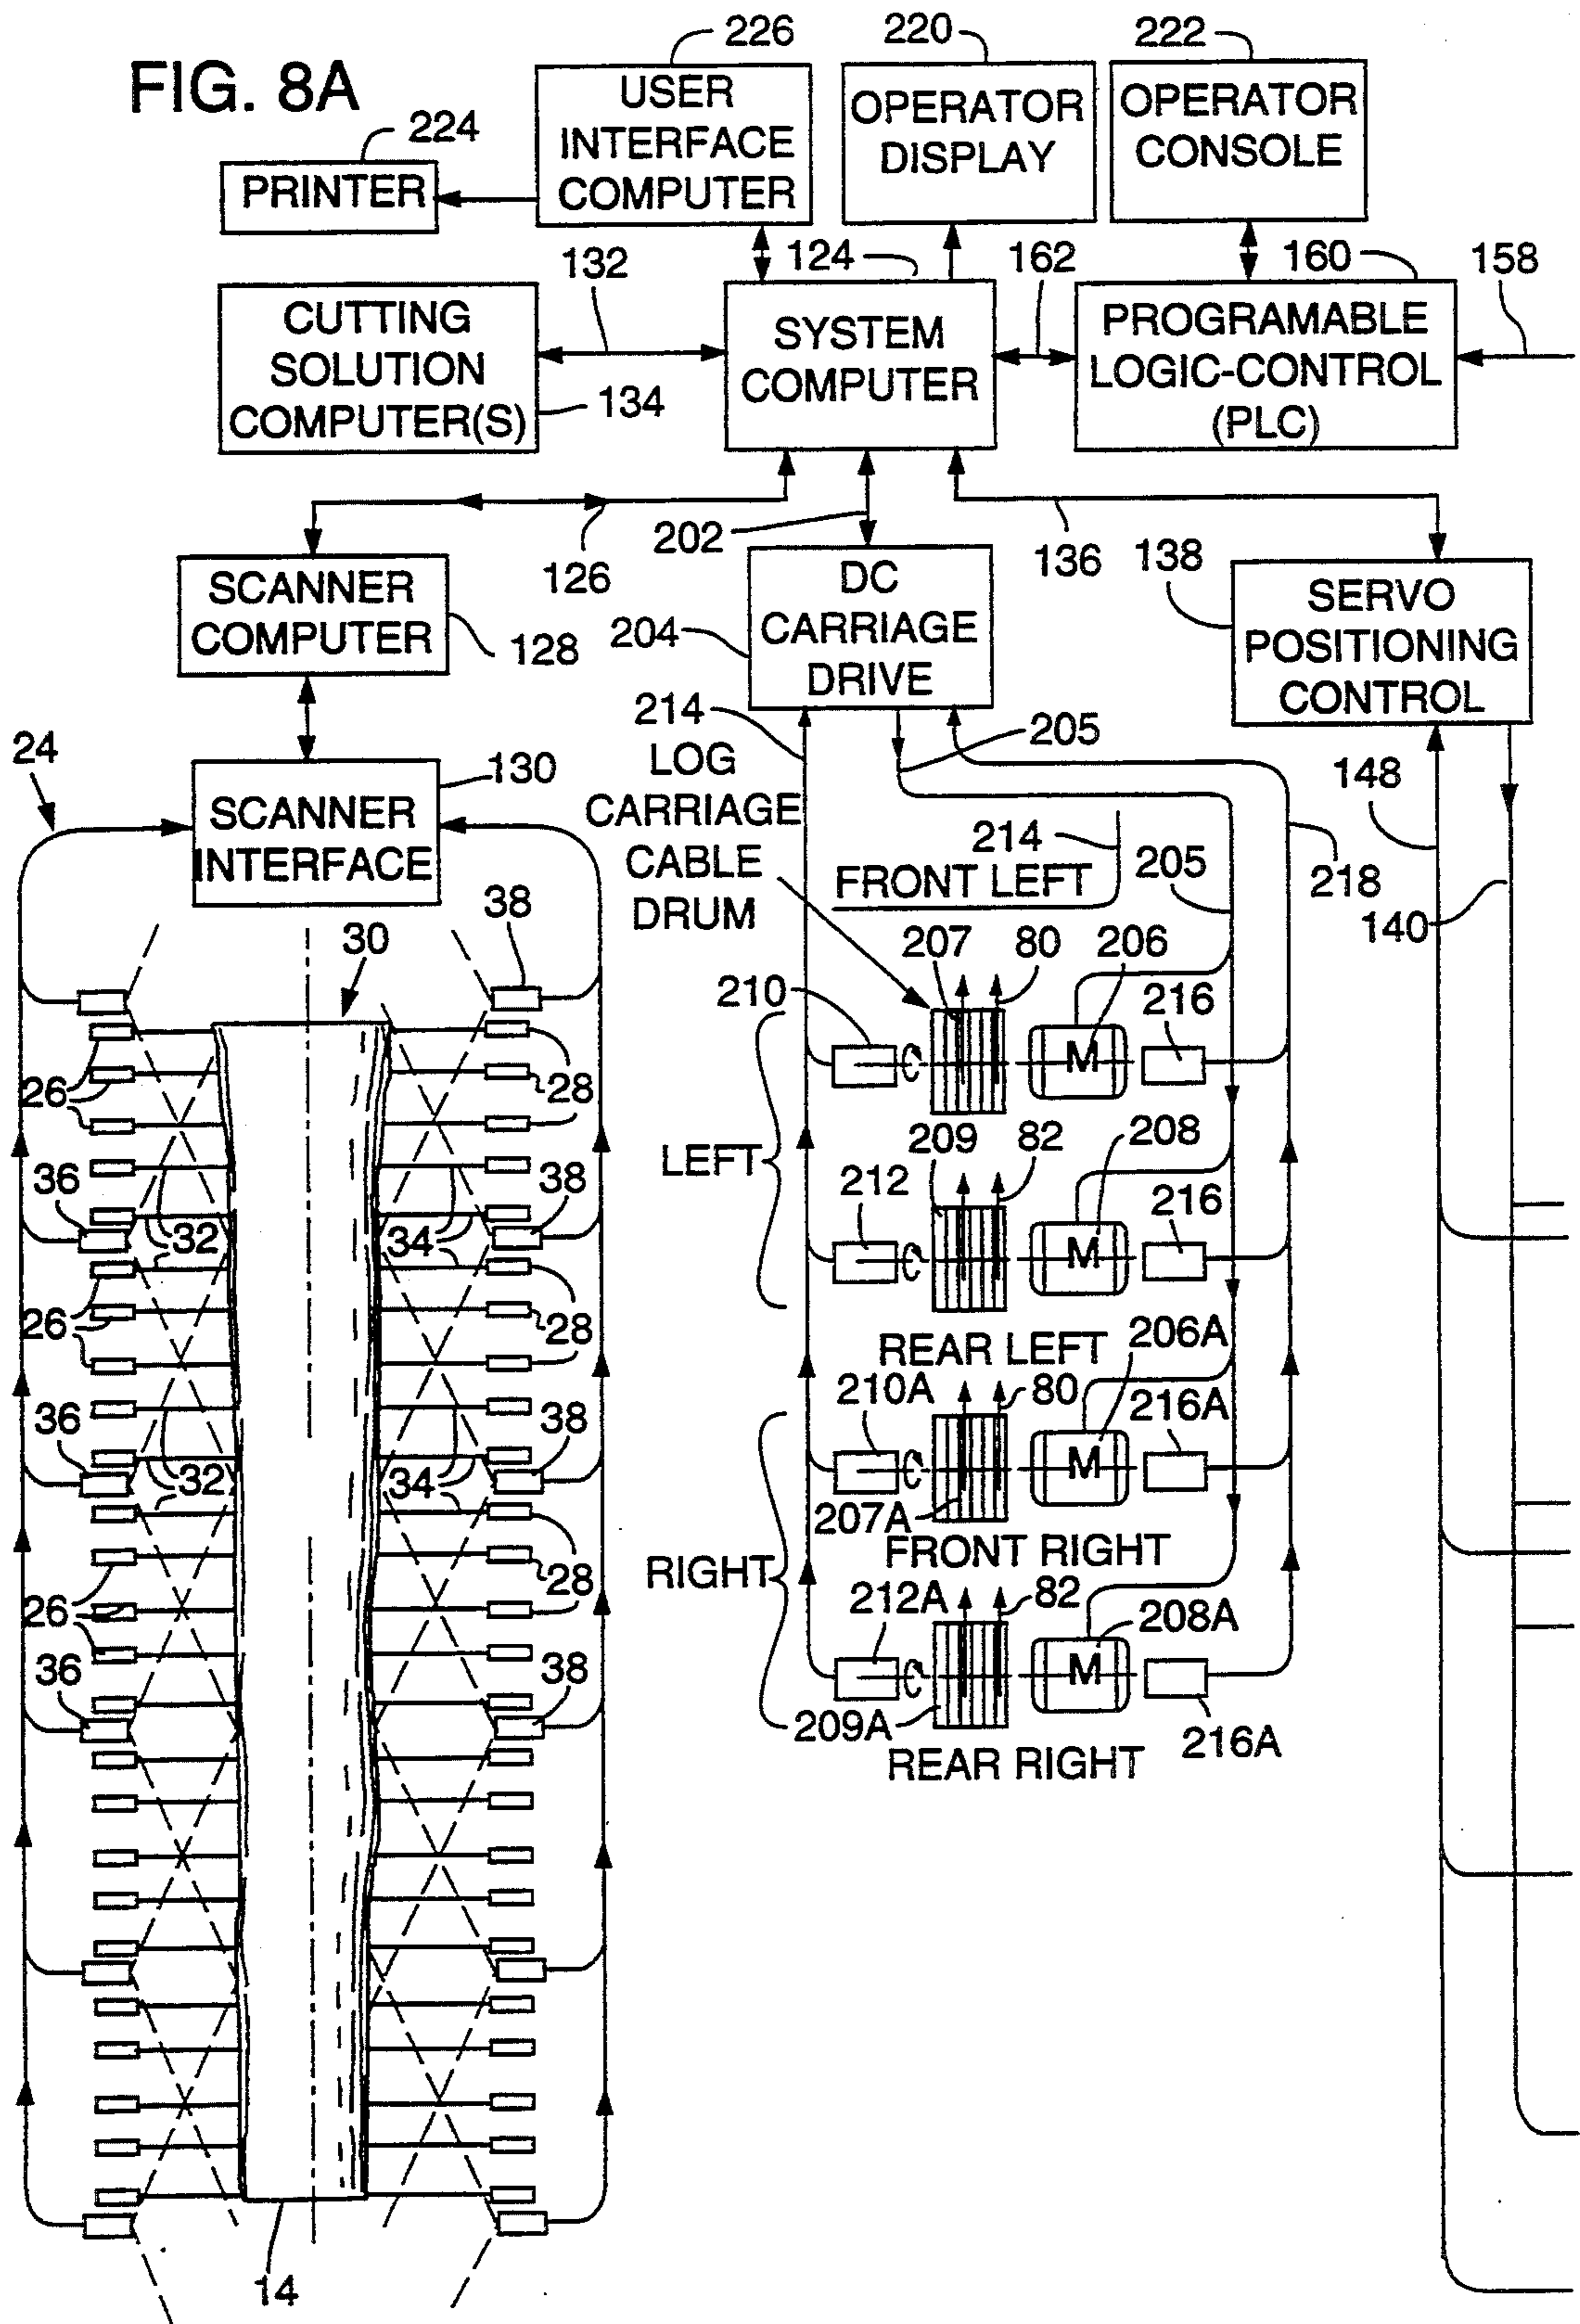 FIG. 8A
226
220
222
USER
INTERFACE
COMPUTER
OPERATOR
DISPLAY
OPERATOR
CONSOLE
224
PRINTER
132
124
162
160
158
CUTTING
SOLUTION
COMPUTER(S)
134
SYSTEM
COMPUTER
PROGRAMABLE
LOGIC-CONTROL
(PLC)
126
202
136
138
SCANNER
COMPUTER
128
204
DC
CARRIAGE
DRIVE
SERVO
POSITIONING
CONTROL
24
130
SCANNER
INTERFACE
214
205
LOG
CARRIAGE
CABLE
DRUM
214
FRONT LEFT
205
218
148
140
38
30
207
80
206
210
216
26
28
LEFT
209
82
208
212
216
36
32
34
38
26
28
REAR LEFT
206A
210A
80
216A
36
32
34
38
207A
FRONT RIGHT
RIGHT
26
28
212A
82
208A
36
38
209A
REAR RIGHT
216A
14